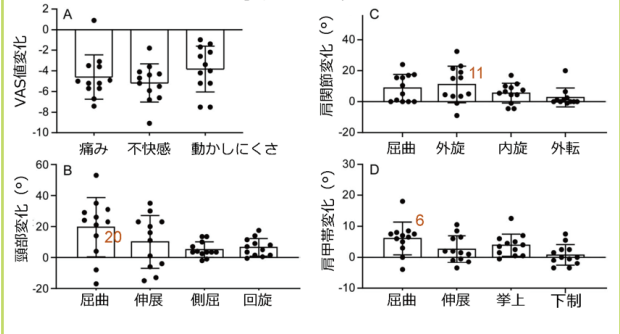 A
VAS値変化
2
0
-2
-4
-6
-8
-10
痛み 不快感 動かしにくさ
C
肩関節変化 (°)
40
20
0
-20
11
屈曲 外旋 内旋 外転
B
頸部変化 (°)
60
40
20
0
-20
20
屈曲 伸展 側屈 回旋
D
肩甲帯変化 (°)
30
20
10
0
-10
6
屈曲 伸展 挙上 下制